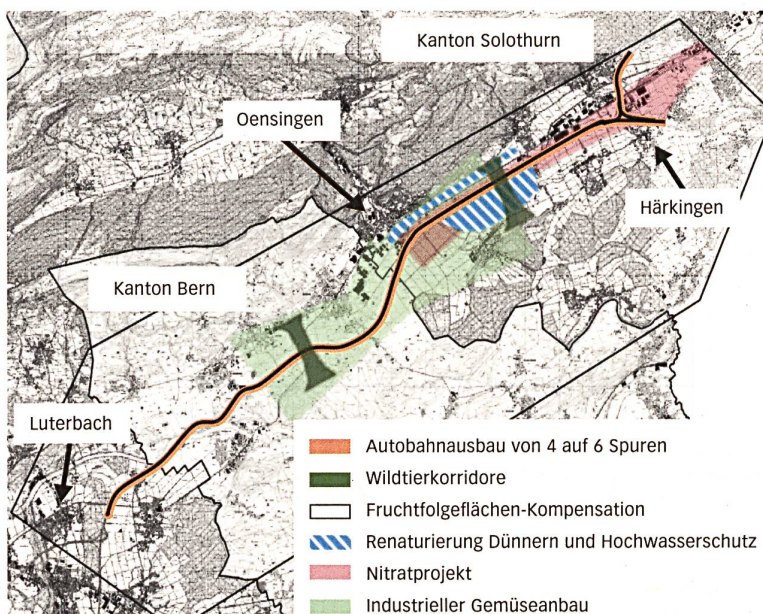 Kanton Solothurn
Oensingen
Härkingen
Kanton Bern
Luterbach
Autobahnausbau von 4 auf 6 Spuren
Wildtierkorridore
Fruchtfolgeflächen-Kompensation
Renaturierung Dünnern und Hochwasserschutz
Nitratprojekt
Industrieller Gemüseanbau